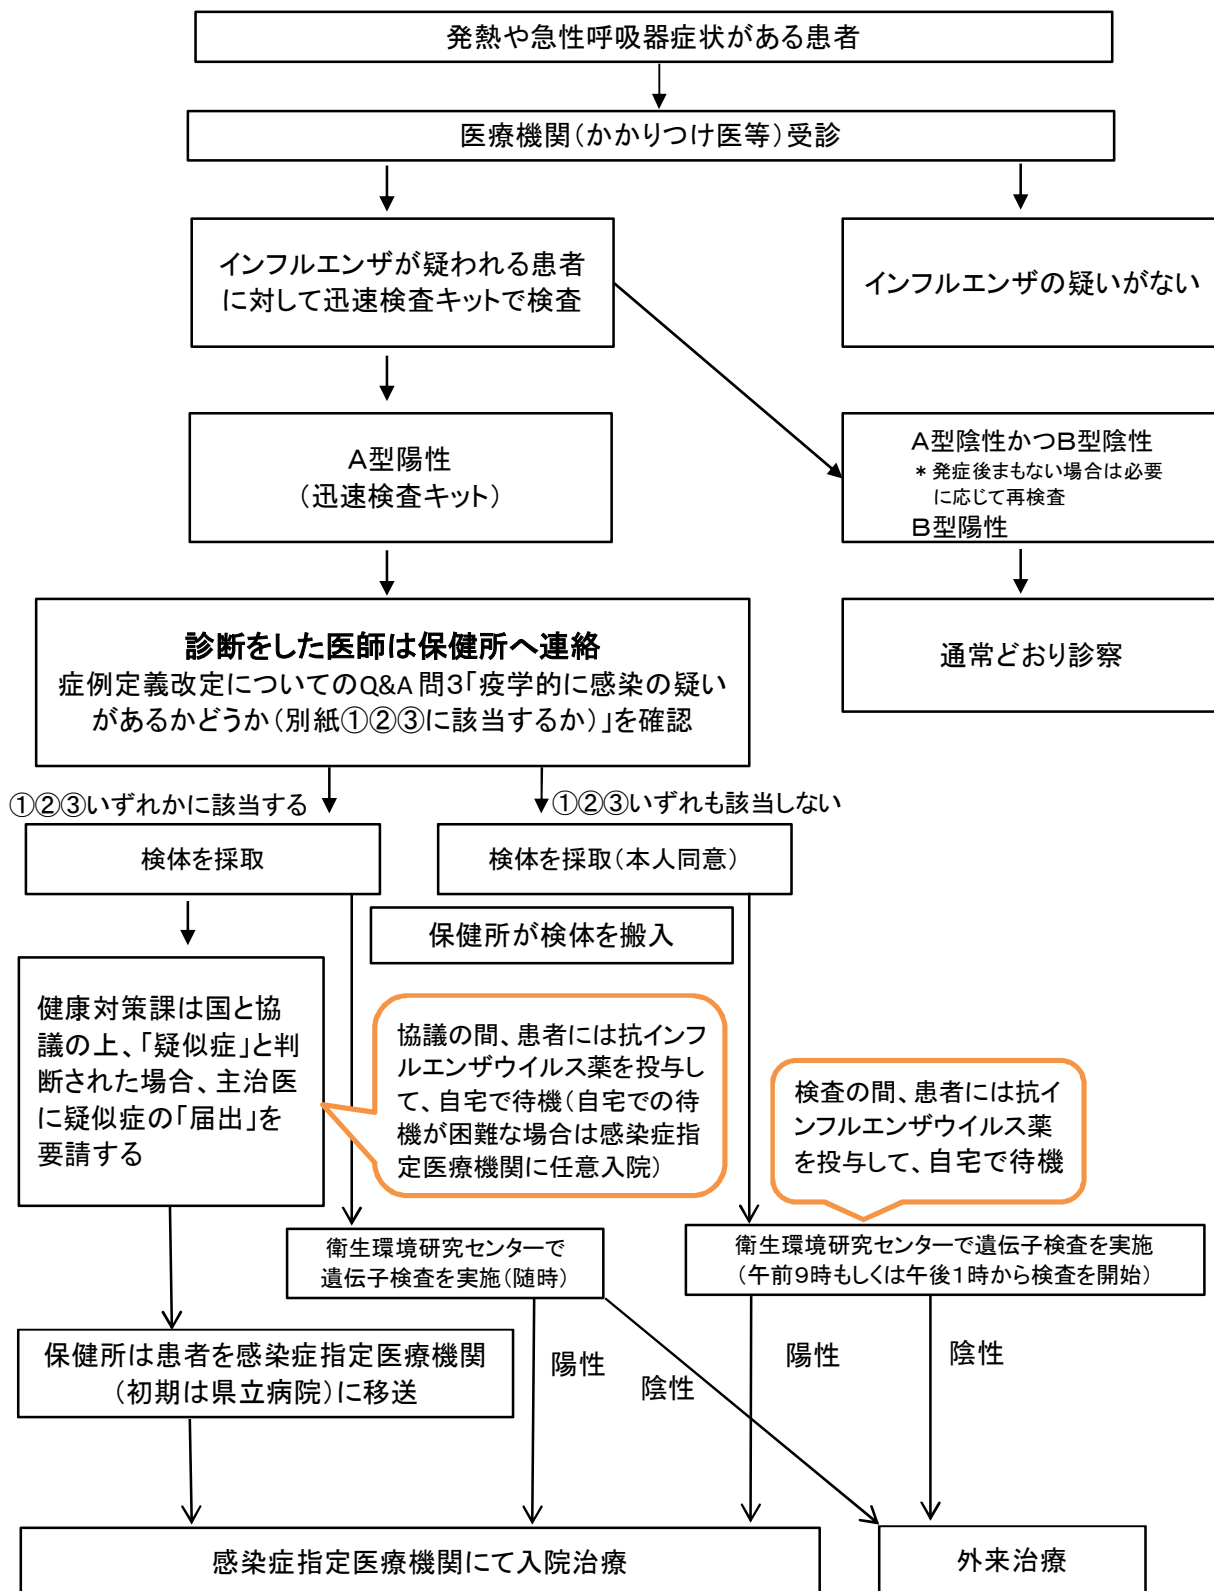 発熱や急性呼吸器症状がある患者
医療機関（かかりつけ医等）受診
インフルエンザが疑われる患者
に対して迅速検査キットで検査
インフルエンザの疑いがない
A型陽性
（迅速検査キット）
A型陰性かつB型陰性
＊発症後まもない場合は必要
に応じて再検査
B型陽性
診断をした医師は保健所へ連絡
症例定義改定についてのQ&A問3「疫学的に感染の疑い
があるかどうか（別紙①②③に該当するか）」を確認
通常どおり診察
①②③いずれかに該当する
①②③いずれも該当しない
検体を採取
検体を採取（本人同意）
保健所が検体を搬入
健康対策課は国と協
議の上、「疑似症」と判
断された場合、主治医
に疑似症の「届出」を
要請する
協議の間、患者には抗インフ
ルエンザウイルス薬を投与し
て、自宅で待機（自宅での待
機が困難な場合は感染症指
定医療機関に任意入院）
検査の間、患者には抗イ
ンフルエンザウイルス薬
を投与して、自宅で待機
衛生環境研究センターで
遺伝子検査を実施（随時）
衛生環境研究センターで遺伝子検査を実施
（午前９時もしくは午後１時から検査を開始）
保健所は患者を感染症指定医療機関
（初期は県立病院）に移送
陽性
陰性
陽性
陰性
感染症指定医療機関にて入院治療
外来治療